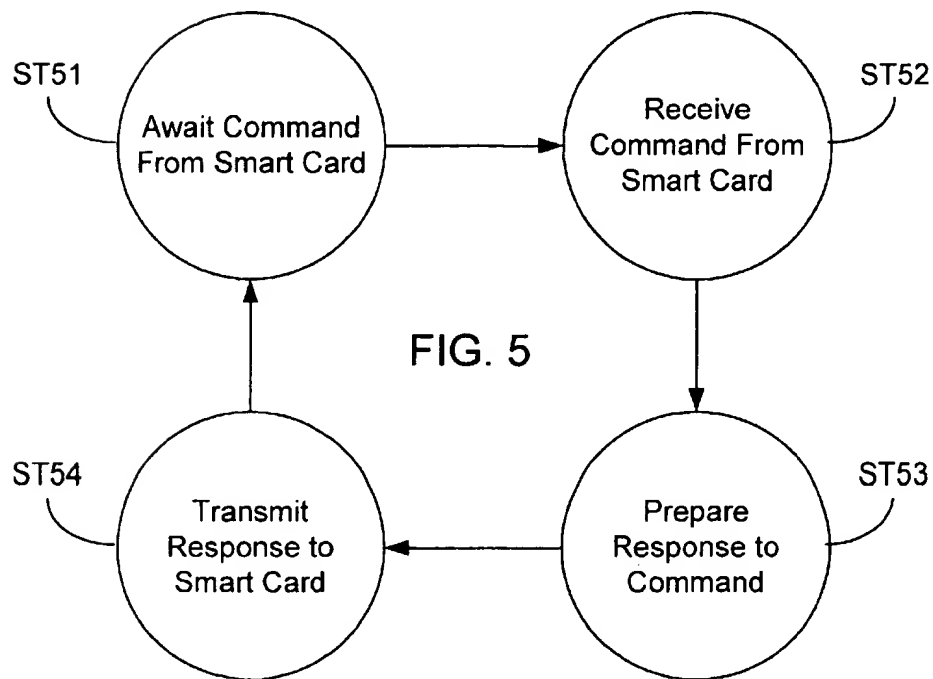 ST51
Await Command
From Smart Card
ST52
Receive
Command From
Smart Card
FIG. 5
ST54
Transmit
Response to
Smart Card
ST53
Prepare
Response to
Command